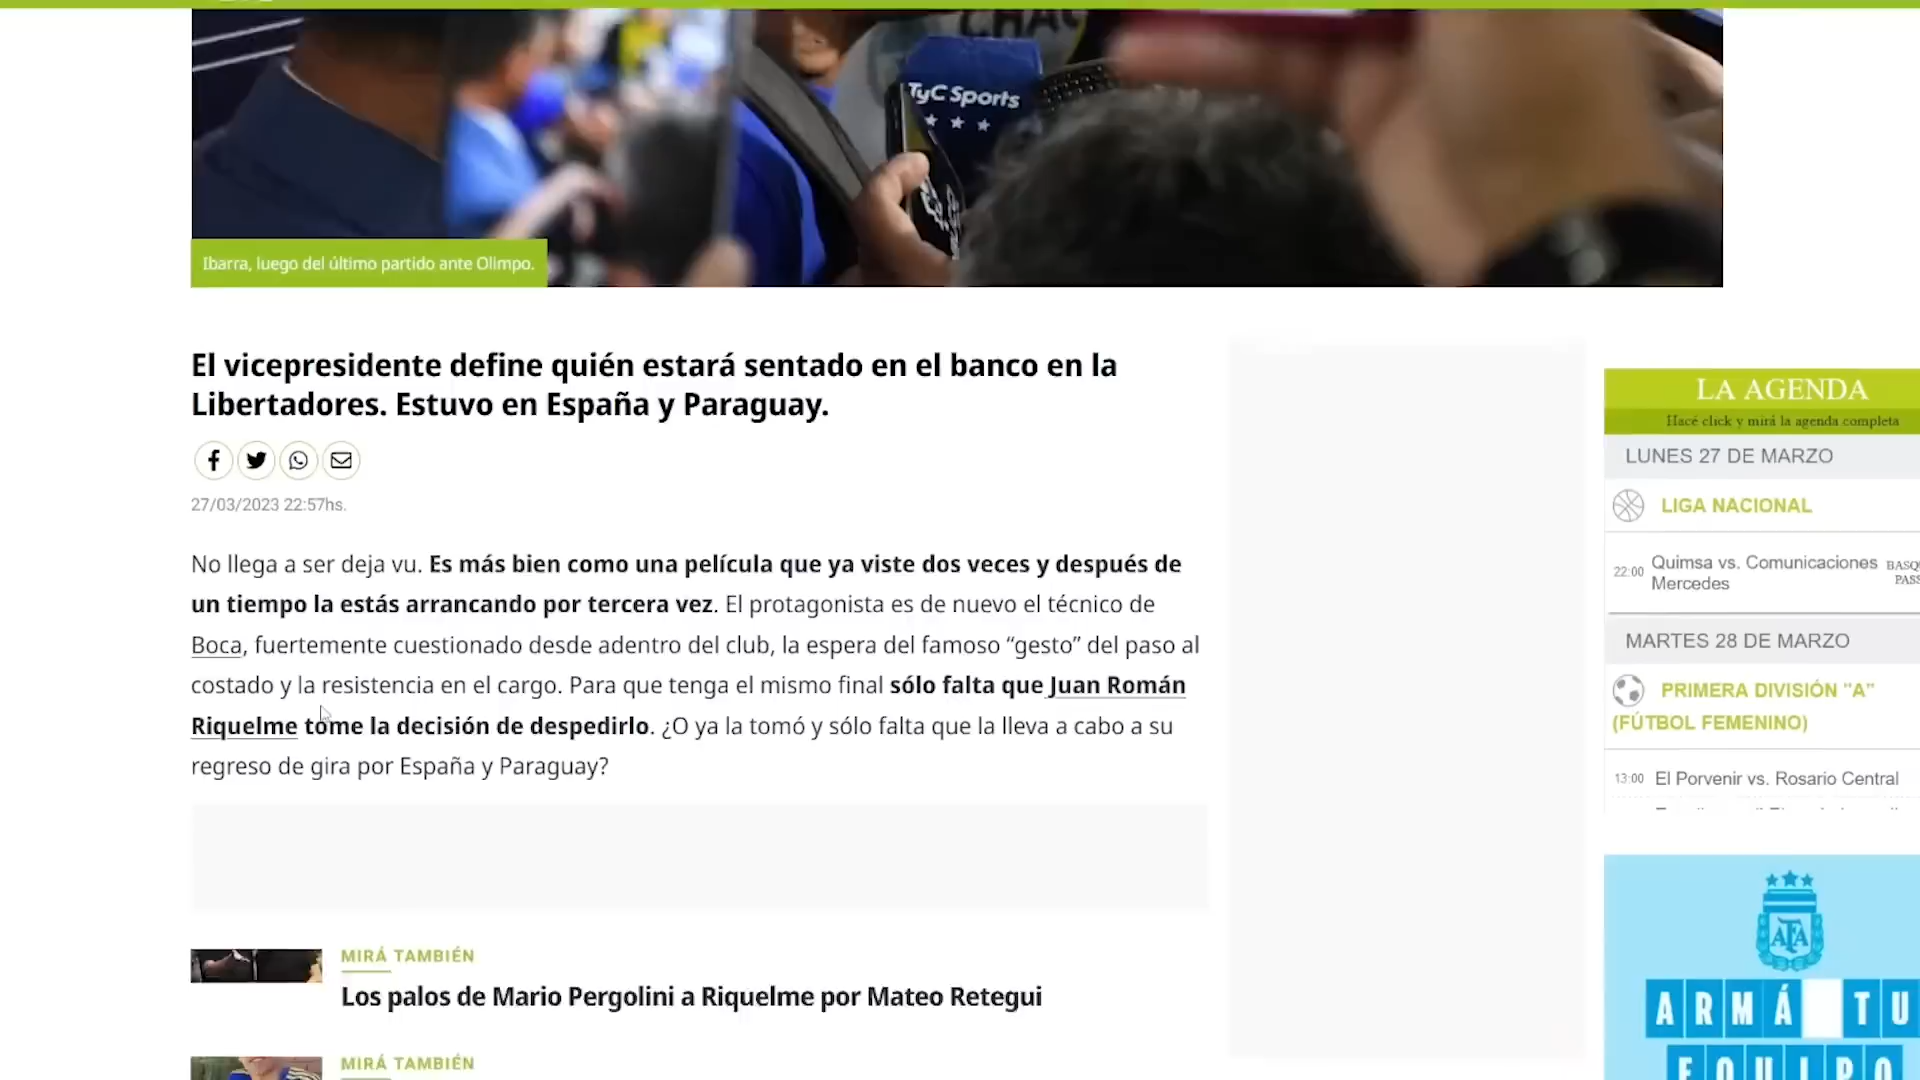 CHA
TyC Sports
Ibarra, luego del último partido ante Olimpo.
El vicepresidente define quién estará sentado en el banco en la
Libertadores. Estuvo en España y Paraguay.
27/03/2023 22:57hs.
No llega a ser deja vu. Es más bien como una película que ya viste dos veces y después de
un tiempo la estás arrancando por tercera vez. El protagonista es de nuevo el técnico de
Boca, fuertemente cuestionado desde adentro del club, la espera del famoso “gesto” del paso al
costado y la resistencia en el cargo. Para que tenga el mismo final sólo falta que Juan Román
Riquelme tome la decisión de despedirlo. ¿O ya la tomó y sólo falta que la lleva a cabo a su
regreso de gira por España y Paraguay?
MIRÁ TAMBIÉN
Los palos de Mario Pergolini a Riquelme por Mateo Retegui
MIRÁ TAMBIÉN
LA AGENDA
Hacé click y mirá la agenda completa
LUNES 27 DE MARZO
LIGA NACIONAL
22:00 Quimsa vs. Comunicaciones
Mercedes
BASQ
PASS
MARTES 28 DE MARZO
PRIMERA DIVISIÓN "A"
(FÚTBOL FEMENINO)
13:00 El Porvenir vs. Rosario Central
AFA
ARMÁ TU
EQUIPO